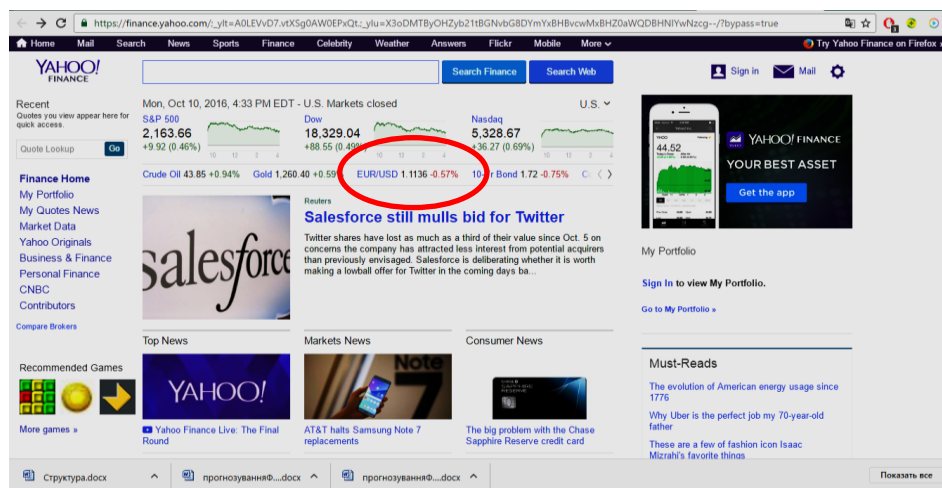 https://finance.yahoo.com/:_ylt=A0LEVvD7.vtXSg0AW0EPxQt.:_ylu=X3oDMTByOHZyb21tBGNvbG8DYmYxBHBvcwMxBHZ0aWQDBHNlYwNzcg--/?bypass=true
Home Mail Search News Sports Finance Celebrity Weather Answers Flickr Mobile More Try Yahoo Finance on Firefox »
YAHOO!
FINANCE
Search Finance
Search Web
Sign in
Mail
Recent
Quotes you view appear here for
quick access.
Quote Lookup
Go
Finance Home
My Portfolio
My Quotes News
Market Data
Yahoo Originals
Business & Finance
Personal Finance
CNBC
Contributors
Compare Brokers
Recommended Games
More games »
Mon, Oct 10, 2016, 4:33 PM EDT - U.S. Markets closed
U.S.
S&P 500
2,163.66
+9.92 (0.46%)
10 12 2 4
Dow
18,329.04
+88.55 (0.49%)
10 12 2 4
Nasdaq
5,328.67
+36.27 (0.69%)
10 12 2 4
Crude Oil 43.85 +0.94% Gold 1,260.40 +0.59% EUR/USD 1.1136 -0.57% 10-yr Bond 1.72 -0.75%
salesforce
Reuters
Salesforce still mulls bid for Twitter
Twitter shares have lost as much as a third of their value since Oct. 5 on
concerns the company has attracted less interest from potential acquirors
than previously envisaged. Salesforce is deliberating whether it is worth
making a lowball offer for Twitter in the coming days ba...
Top News
YAHOO!
Yahoo Finance Live: The Final
Round
Markets News
Note
7
AT&T halts Samsung Note 7
replacements
Consumer News
The big problem with the Chase
Sapphire Reserve credit card
44.52
YAHOO! FINANCE
YOUR BEST ASSET
Get the app
My Portfolio
Sign In to view My Portfolio.
Go to My Portfolio »
Must-Reads
The evolution of American energy usage since
1776
Why Uber is the perfect job my 70-year-old
father
These are a few of fashion icon Isaac
Mizrahi's favorite things
Структура.docx
прогнозуванняФ....docx
прогнозуванняФ....docx
Показать все